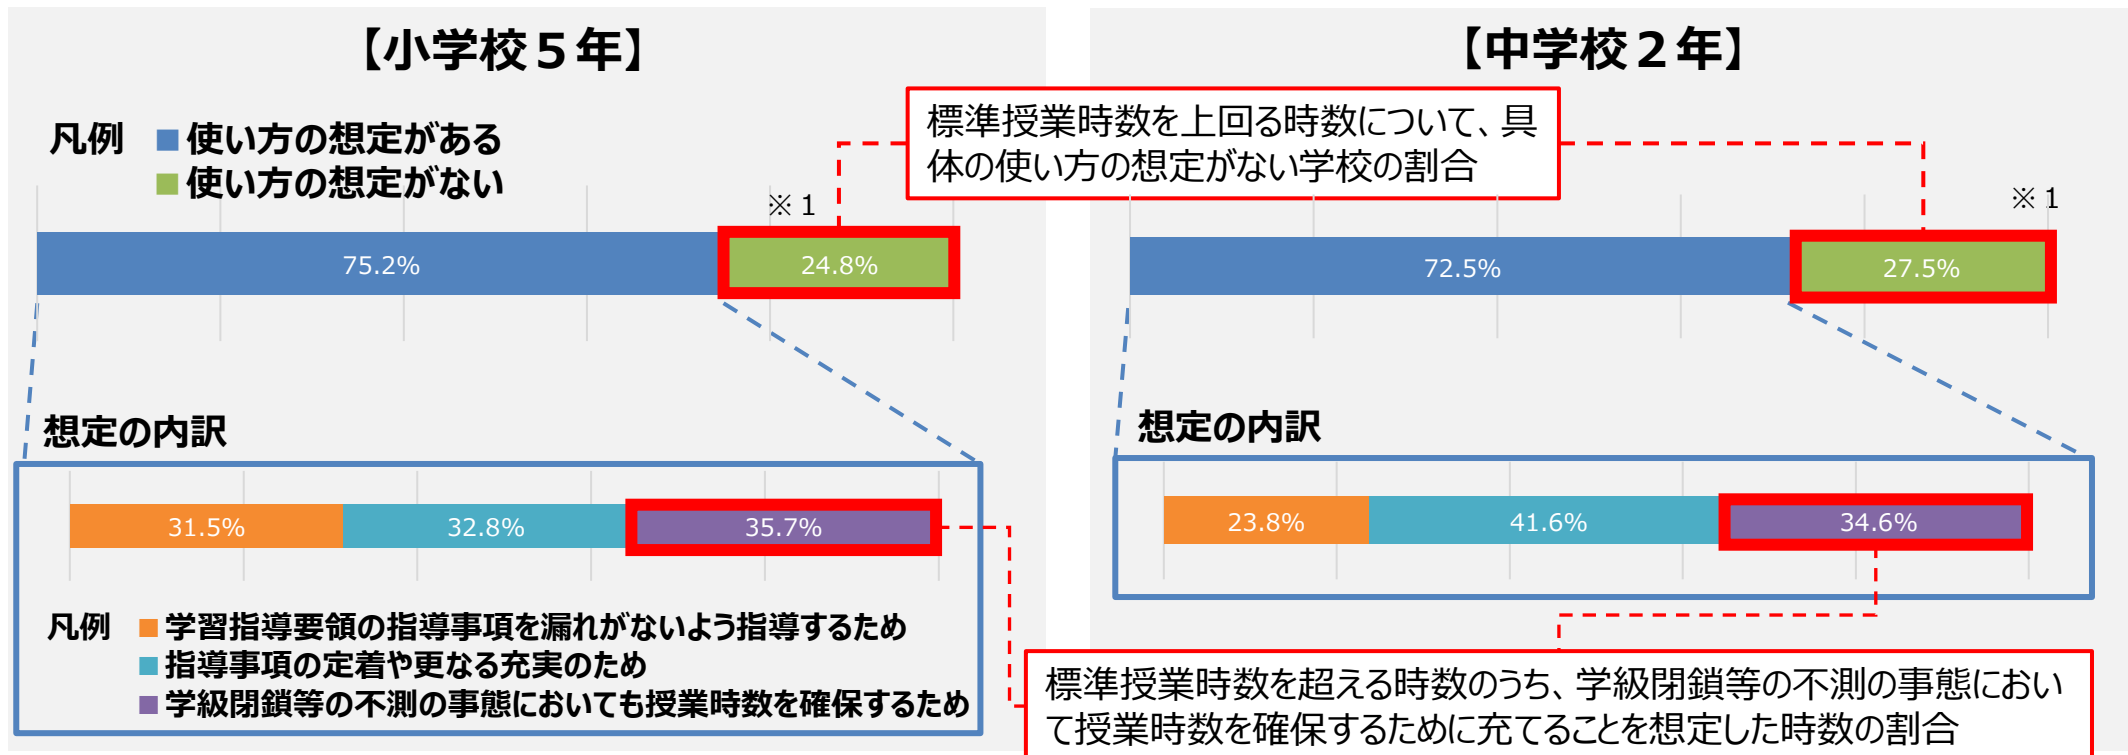 【小学校５年】
凡例 ■使い方の想定がある
■使い方の想定がない
※１
75.2%
24.8%
想定の内訳
31.5%
32.8%
35.7%
凡例 ■学習指導要領の指導事項を漏れがないよう指導するため
■指導事項の定着や更なる充実のため
■学級閉鎖等の不測の事態においても授業時数を確保するため
【中学校２年】
標準授業時数を上回る時数について、具
体の使い方の想定がない学校の割合
※１
72.5%
27.5%
想定の内訳
23.8%
41.6%
34.6%
標準授業時数を超える時数のうち、学級閉鎖等の不測の事態におい
て授業時数を確保するために充てることを想定した時数の割合